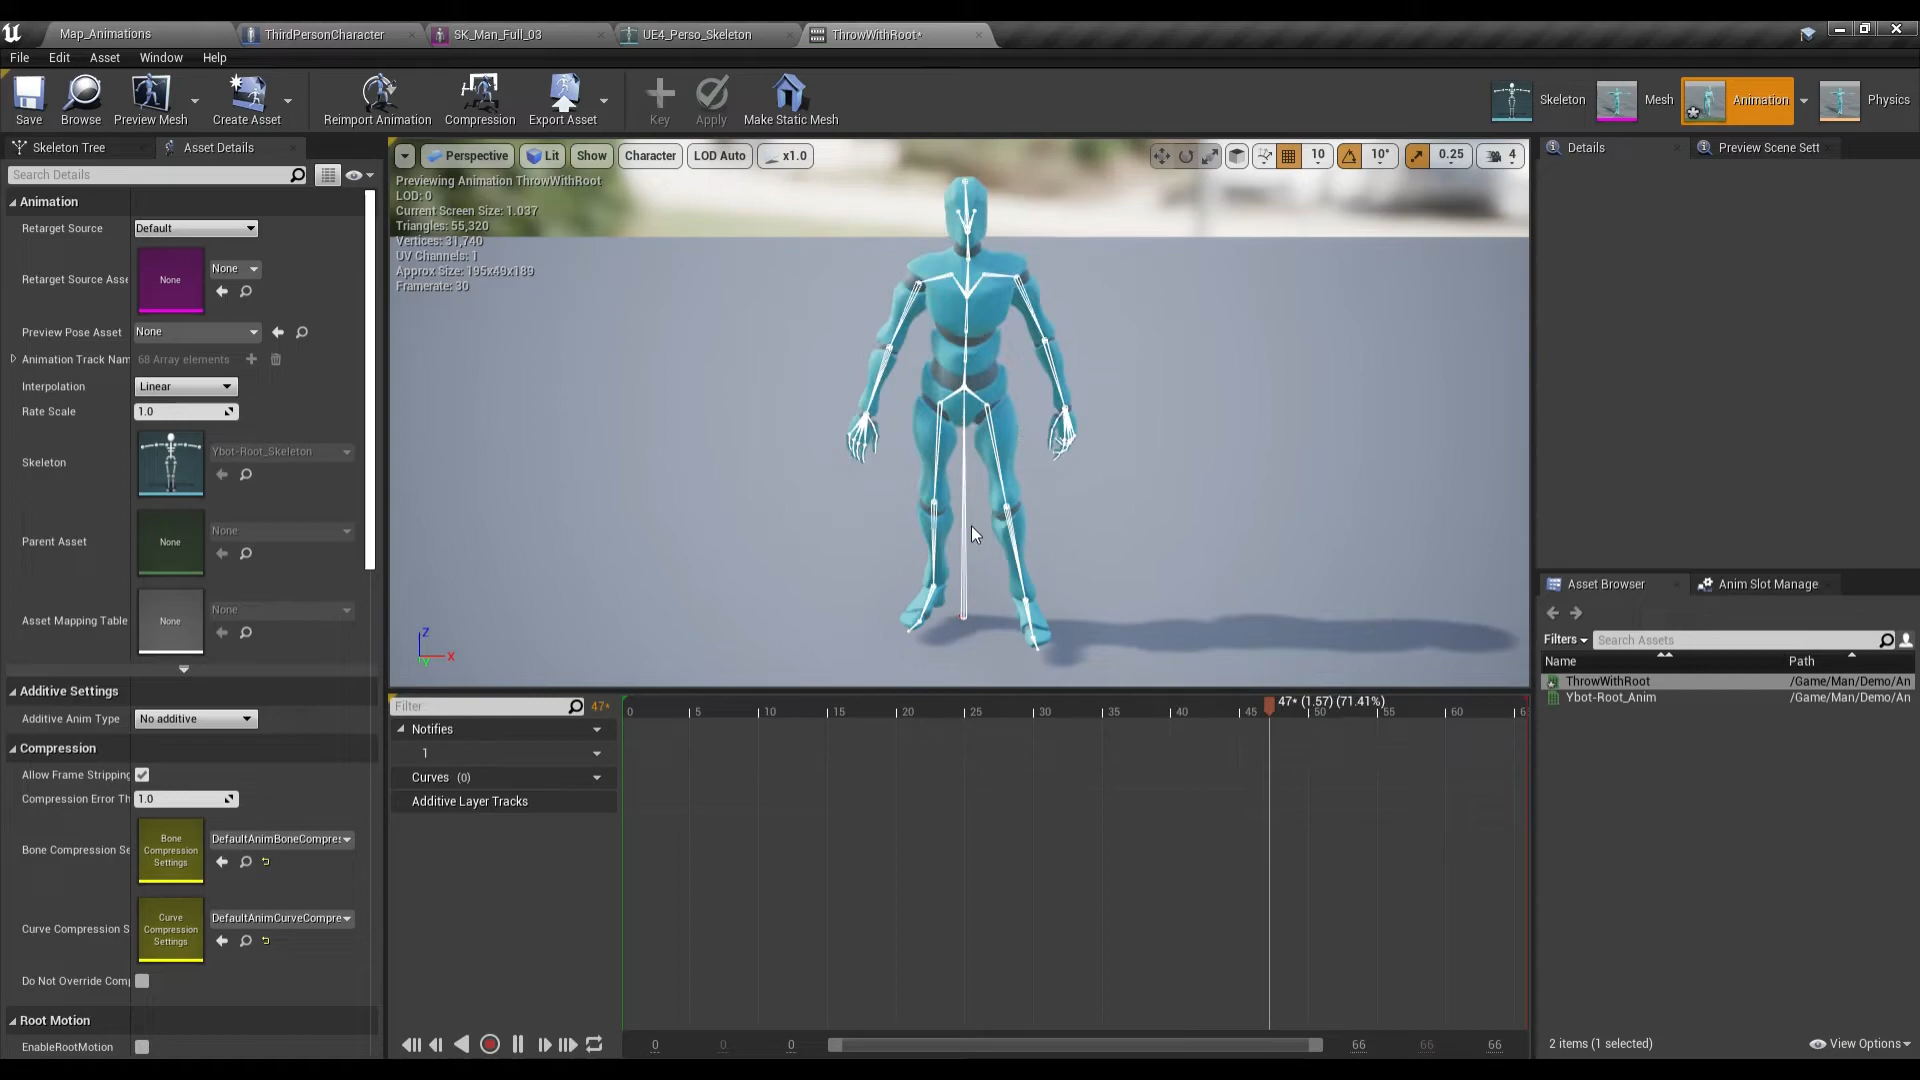 Map_Animations
ThirdPersonCharacter
SK_Man_Full_03
UE4_Perso_Skeleton
ThrowWithRoot*
File Edit Asset Window Help
Save Browse Preview Mesh Create Asset Reimport Animation Compression Export Asset Key Apply Make Static Mesh
Skeleton Mesh Animation Physics
Skeleton Tree Asset Details
Search Details
Animation
Retarget Source Default
Retarget Source Asse None None
Preview Pose Asset None
Animation Track Nam 68 Array elements
Interpolation Linear
Rate Scale 1.0
Skeleton Ybot-Root_Skeleton
Parent Asset None None
Asset Mapping Table None None
Additive Settings
Additive Anim Type No additive
Compression
Allow Frame Stripping
Compression Error Th 1.0
Bone Compression Se Bone Compression Settings DefaultAnimBoneCompres
Curve Compression S Curve Compression Settings DefaultAnimCurveCompre
Do Not Override Comp
Root Motion
EnableRootMotion
Perspective Lit Show Character LOD Auto x1.0 10 10° 0.25 4
Previewing Animation ThrowWithRoot
LOD: 0
Current Screen Size: 1.037
Triangles: 55,320
Vertices: 31,740
UV Channels: 1
Approx Size: 195x49x189
Framerate: 30
Z
X
Y
Filter 47*
47* (1.57) (71.41%)
0 5 10 15 20 25 30 35 40 45 50 55 60 6
Notifies
1
Curves (0)
Additive Layer Tracks
0 0 0 66 66 66
Details Preview Scene Sett
Asset Browser Anim Slot Manage
Filters Search Assets
Name Path
ThrowWithRoot /Game/Man/Demo/An
Ybot-Root_Anim /Game/Man/Demo/An
2 items (1 selected) View Options